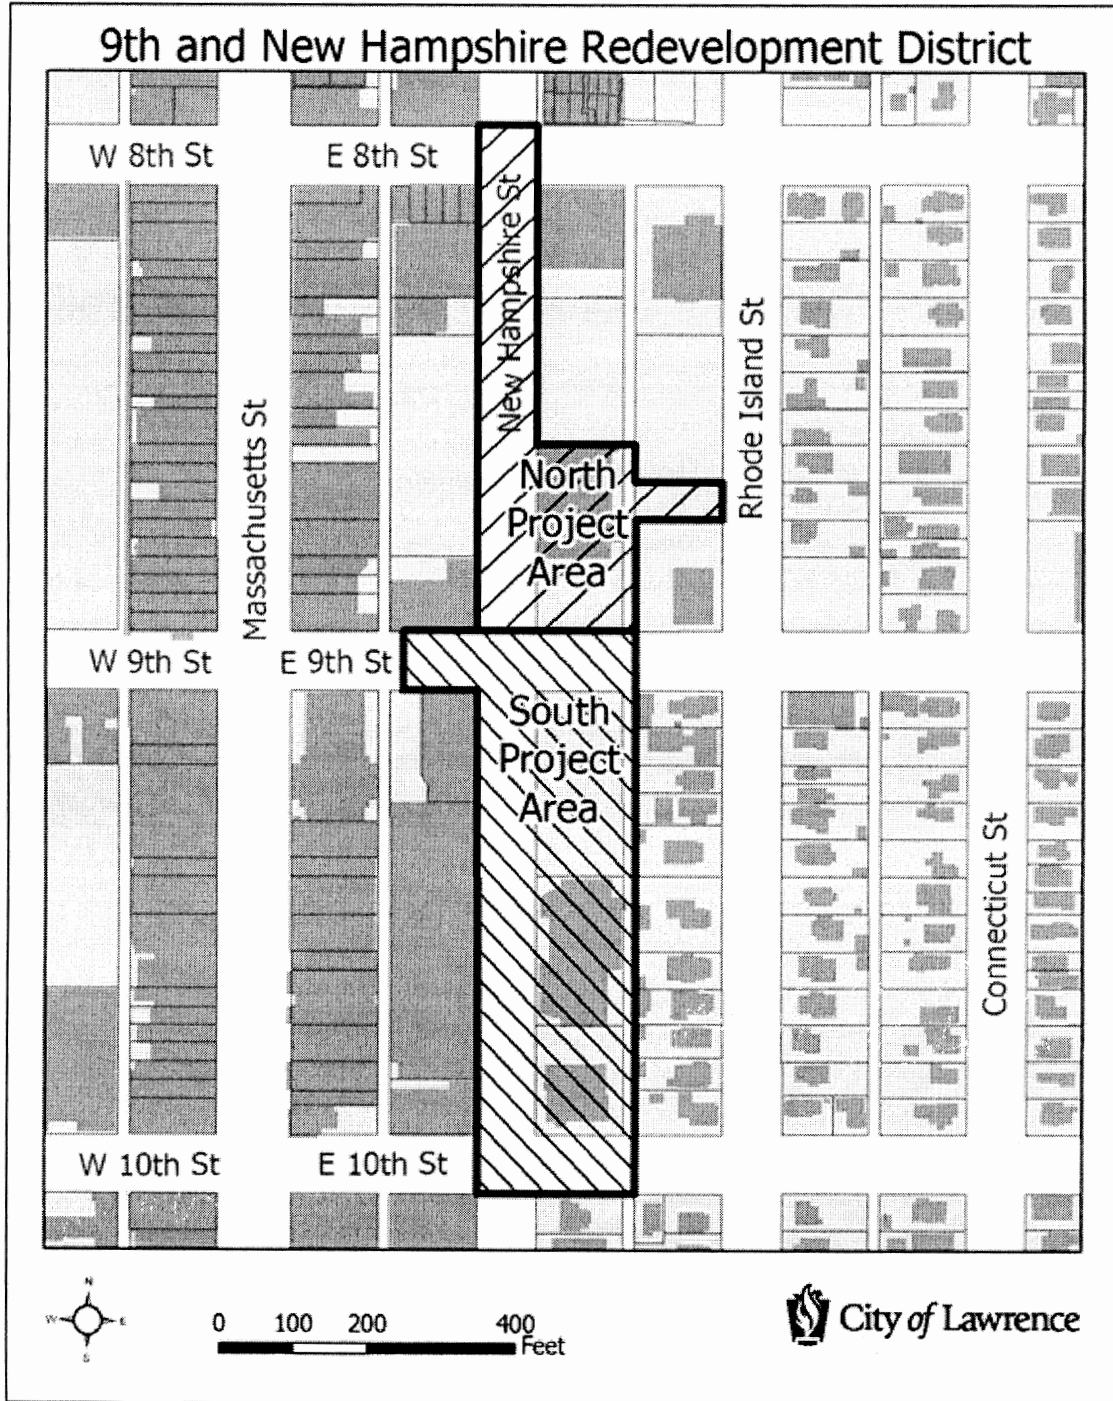 9th and New Hampshire Redevelopment District
W 8th St
E 8th St
New Hampshire St
Rhode Island St
Massachusetts St
North
Project
Area
W 9th St
E 9th St
South
Project
Area
Connecticut St
W 10th St
E 10th St
N
W
E
S
0 100 200 400
Feet
City of Lawrence